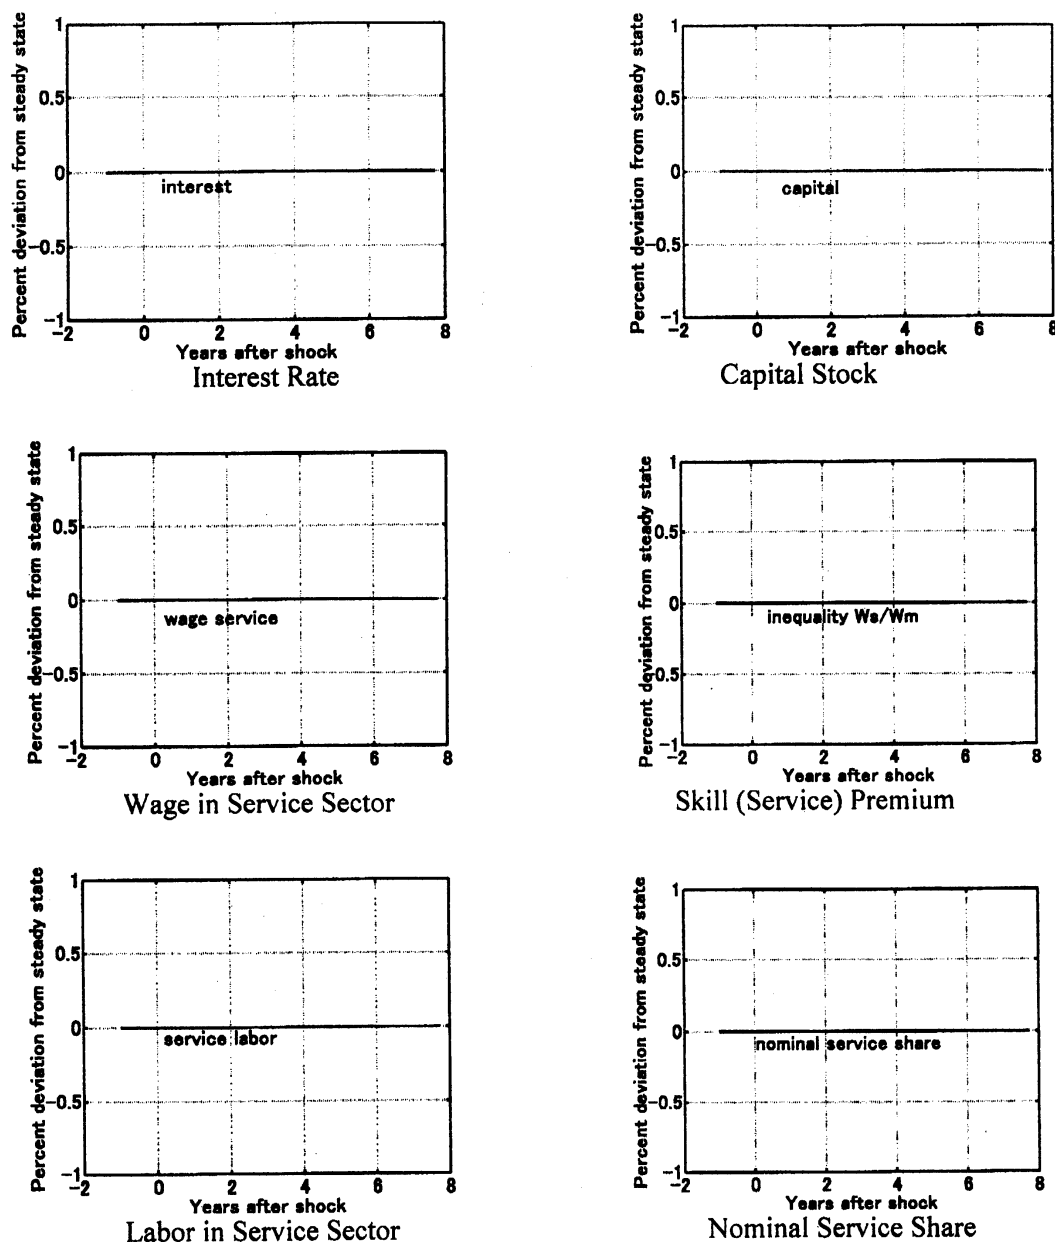 Percent deviation from steady state
1
0.5
0
-0.5
-1
interest
-2 0 2 4 6 8
Years after shock
Interest Rate
Percent deviation from steady state
1
0.5
0
-0.5
-1
capital
-2 0 2 4 6 8
Years after shock
Capital Stock
Percent deviation from steady state
1
0.5
0
-0.5
-1
wage service
-2 0 2 4 6 8
Years after shock
Wage in Service Sector
Percent deviation from steady state
1
0.5
0
-0.5
-1
inequality Ws/Wm
-2 0 2 4 6 8
Years after shock
Skill (Service) Premium
Percent deviation from steady state
1
0.5
0
-0.5
-1
service labor
-2 0 2 4 6 8
Years after shock
Labor in Service Sector
Percent deviation from steady state
1
0.5
0
-0.5
-1
nominal service share
-2 0 2 4 6 8
Years after shock
Nominal Service Share